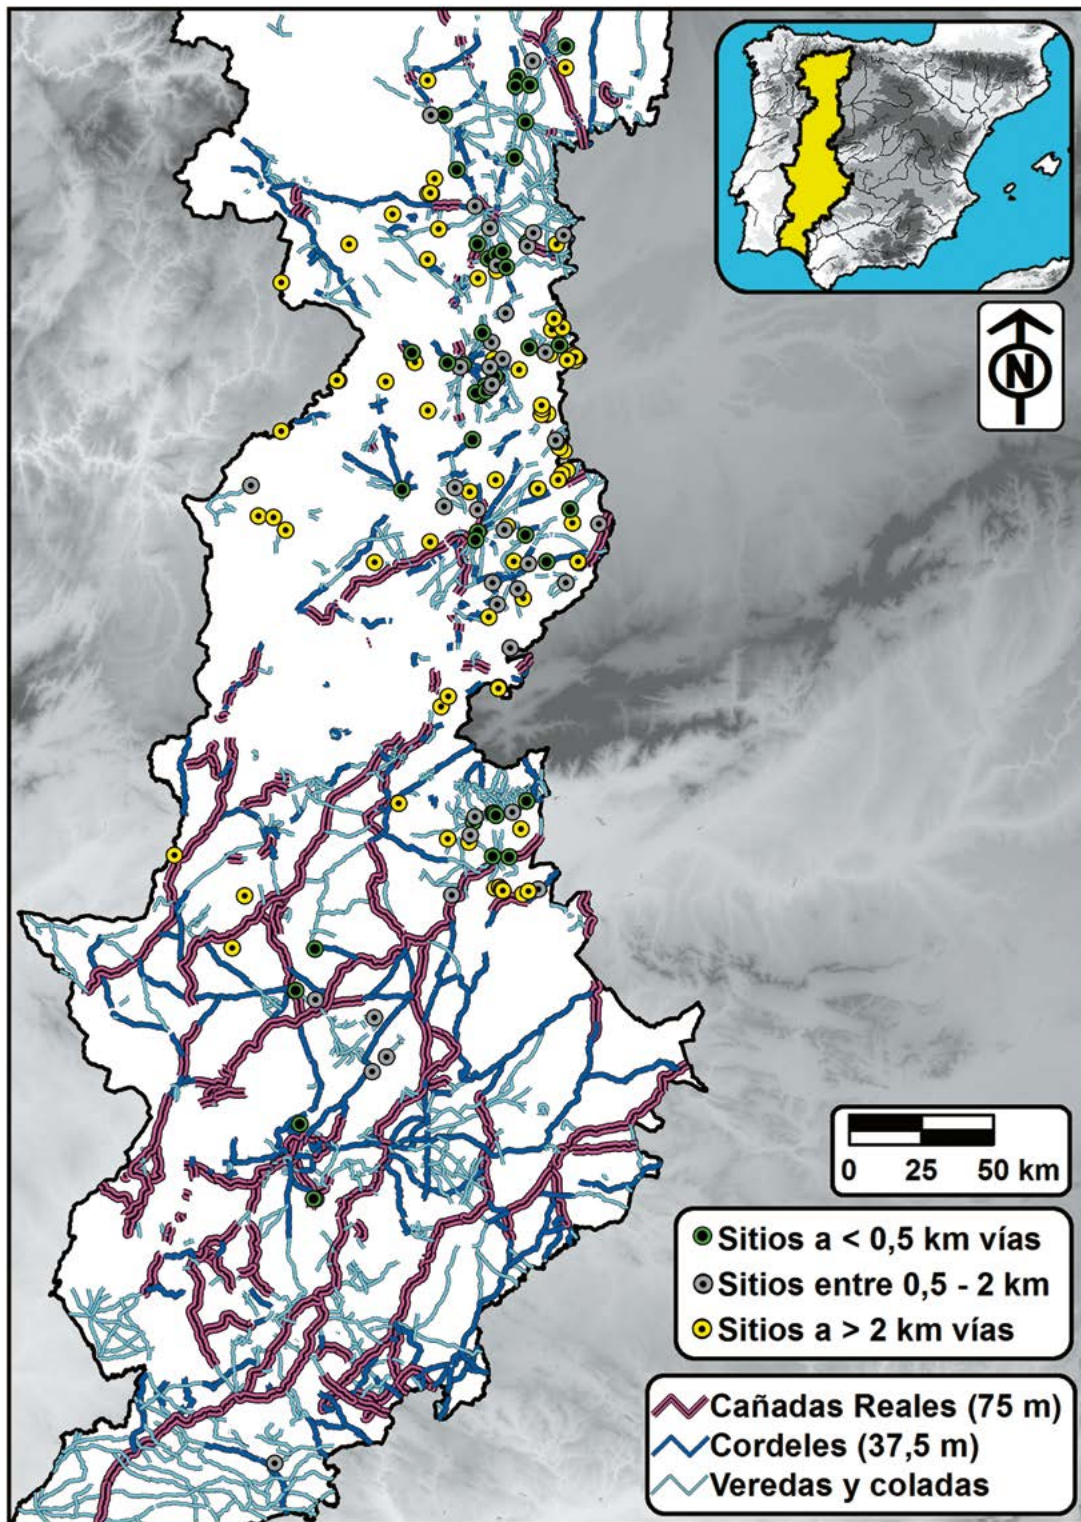 N
0 25 50 km
Sitios a < 0,5 km vías
Sitios entre 0,5 - 2 km
Sitios a > 2 km vías
Cañadas Reales (75 m)
Cordeles (37,5 m)
Veredas y coladas